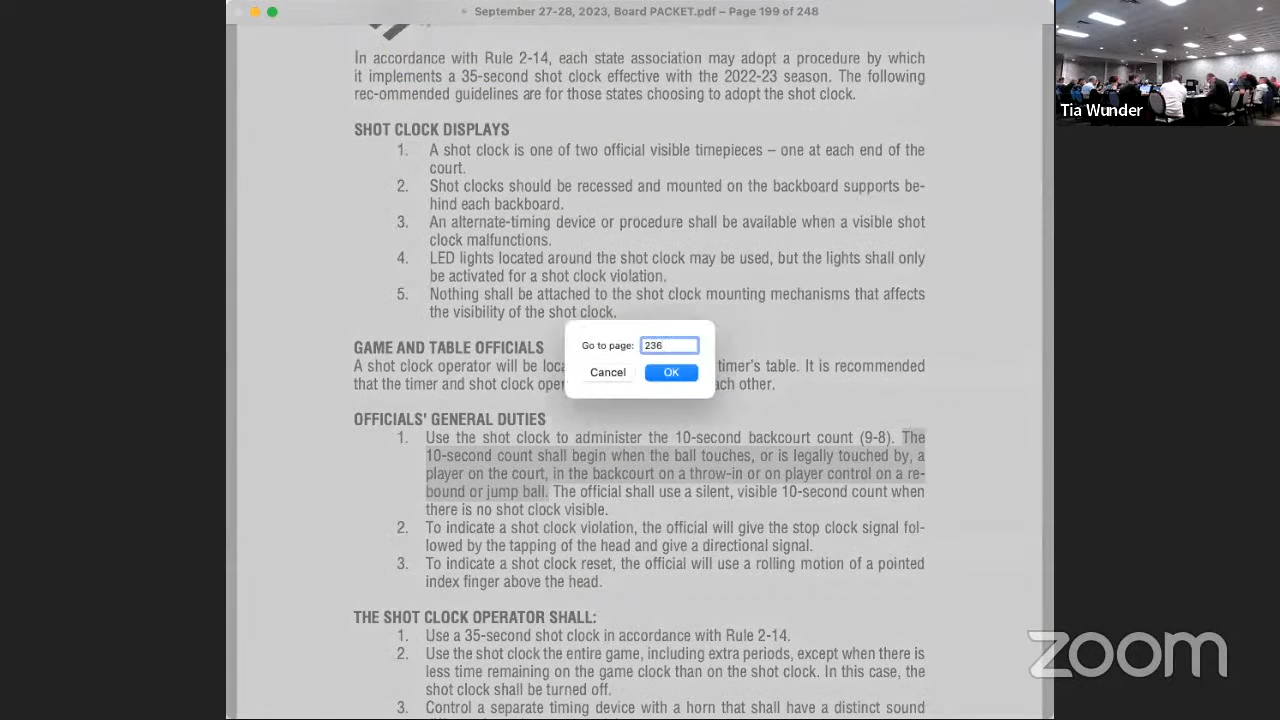 September 27-28, 2023, Board PACKET.pdf – Page 199 of 248
Tia Wunder
In accordance with Rule 2-14, each state association may adopt a procedure by which
it implements a 35-second shot clock effective with the 2022-23 season. The following
rec-ommended guidelines are for those states choosing to adopt the shot clock.
SHOT CLOCK DISPLAYS
1. A shot clock is one of two official visible timepieces – one at each end of the
court.
2. Shot clocks should be recessed and mounted on the backboard supports be-
hind each backboard.
3. An alternate-timing device or procedure shall be available when a visible shot
clock malfunctions.
4. LED lights located around the shot clock may be used, but the lights shall only
be activated for a shot clock violation.
5. Nothing shall be attached to the shot clock mounting mechanisms that affects
the visibility of the shot clock.
Go to page: 236
Cancel OK
GAME AND TABLE OFFICIALS
A shot clock operator will be timer's table. It is recommended
that the timer and shot clock other.
OFFICIALS' GENERAL DUTIES
1. Use the shot clock to administer the 10-second backcourt count (9-8). The
10-second count shall begin when the ball touches, or is legally touched by, a
player on the court, in the backcourt on a throw-in or on player control on a re-
bound or jump ball. The official shall use a silent, visible 10-second count when
there is no shot clock visible.
2. To indicate a shot clock violation, the official will give the stop clock signal fol-
lowed by the tapping of the head and give a directional signal.
3. To indicate a shot clock reset, the official will use a rolling motion of a pointed
index finger above the head.
THE SHOT CLOCK OPERATOR SHALL:
1. Use a 35-second shot clock in accordance with Rule 2-14.
2. Use the shot clock the entire game, including extra periods, except when there is
less time remaining on the game clock than on the shot clock. In this case, the
shot clock shall be turned off.
3. Control a separate timing device with a horn that shall have a distinct sound
zoom